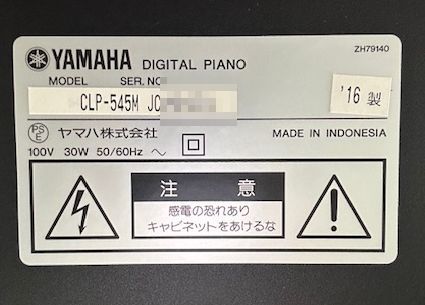 ZH79140
YAMAHA DIGITAL PIANO
MODEL SER. NO
CLP-545M JC
'16 製
PSE ヤマハ株式会社
MADE IN INDONESIA
100V 30W 50/60Hz ～
注意
感電の恐れあり
キャビネットをあけるな